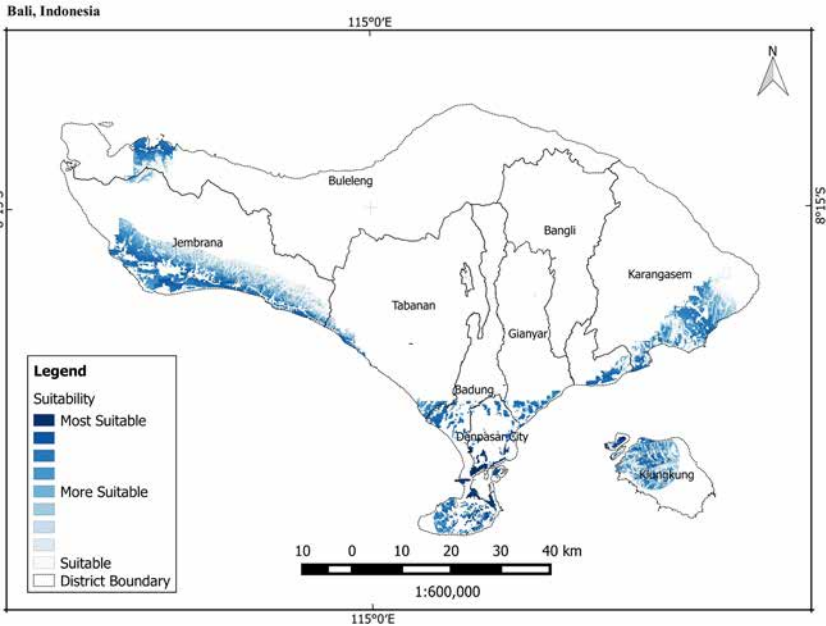 Bali, Indonesia
115°0'E
N
8°15'S
Buleleng
Jembrana
Bangli
Karangasem
Tabanan
Gianyar
Badung
Denpasar City
Klungkung
Legend
Suitability
Most Suitable
More Suitable
Suitable
District Boundary
10 0 10 20 30 40 km
1:600,000
115°0'E